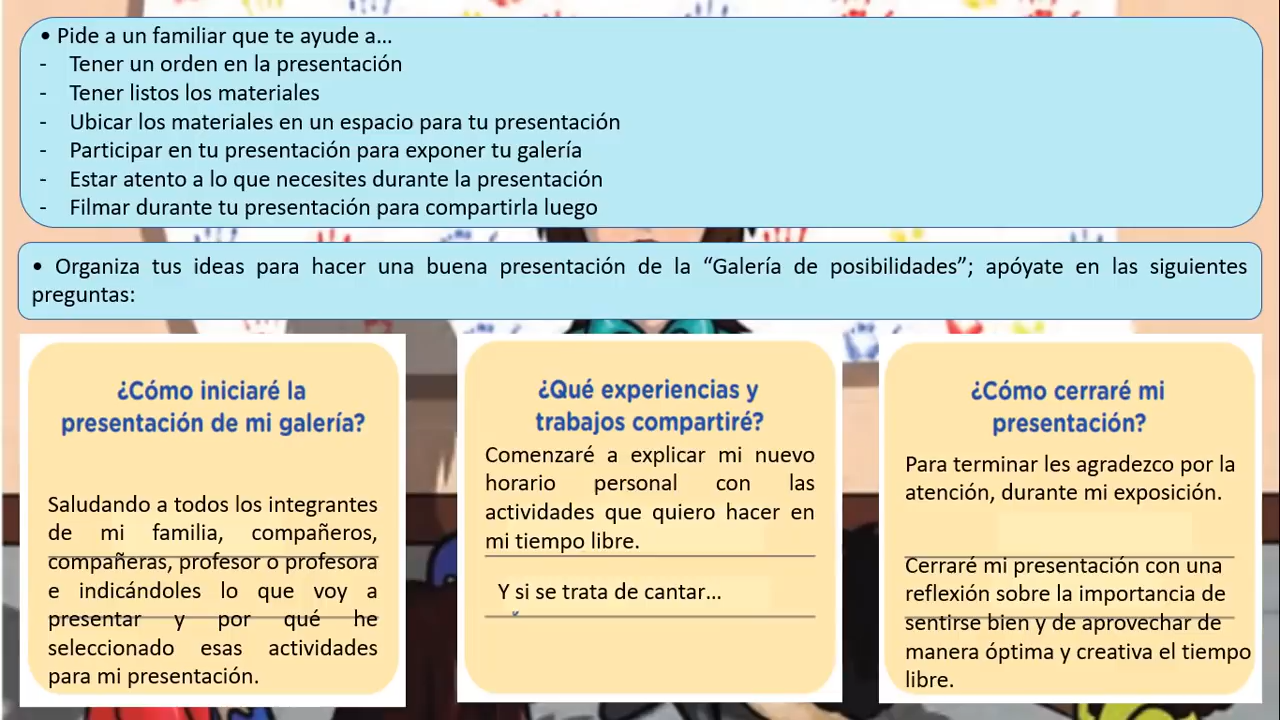 • Pide a un familiar que te ayude a...
- Tener un orden en la presentación
- Tener listos los materiales
- Ubicar los materiales en un espacio para tu presentación
- Participar en tu presentación para exponer tu galería
- Estar atento a lo que necesites durante la presentación
- Filmar durante tu presentación para compartirla luego
• Organiza tus ideas para hacer una buena presentación de la “Galería de posibilidades”; apóyate en las siguientes
preguntas:
¿Cómo iniciaré la
presentación de mi galería?
Saludando a todos los integrantes
de mi familia, compañeros,
compañeras, profesor o profesora
e indicándoles lo que voy a
presentar y por qué he
seleccionado esas actividades
para mi presentación.
¿Qué experiencias y
trabajos compartiré?
Comenzaré a explicar mi nuevo
horario personal con las
actividades que quiero hacer en
mi tiempo libre.
Y si se trata de cantar...
¿Cómo cerraré mi
presentación?
Para terminar les agradezco por la
atención, durante mi exposición.
Cerraré mi presentación con una
reflexión sobre la importancia de
sentirse bien y de aprovechar de
manera óptima y creativa el tiempo
libre.